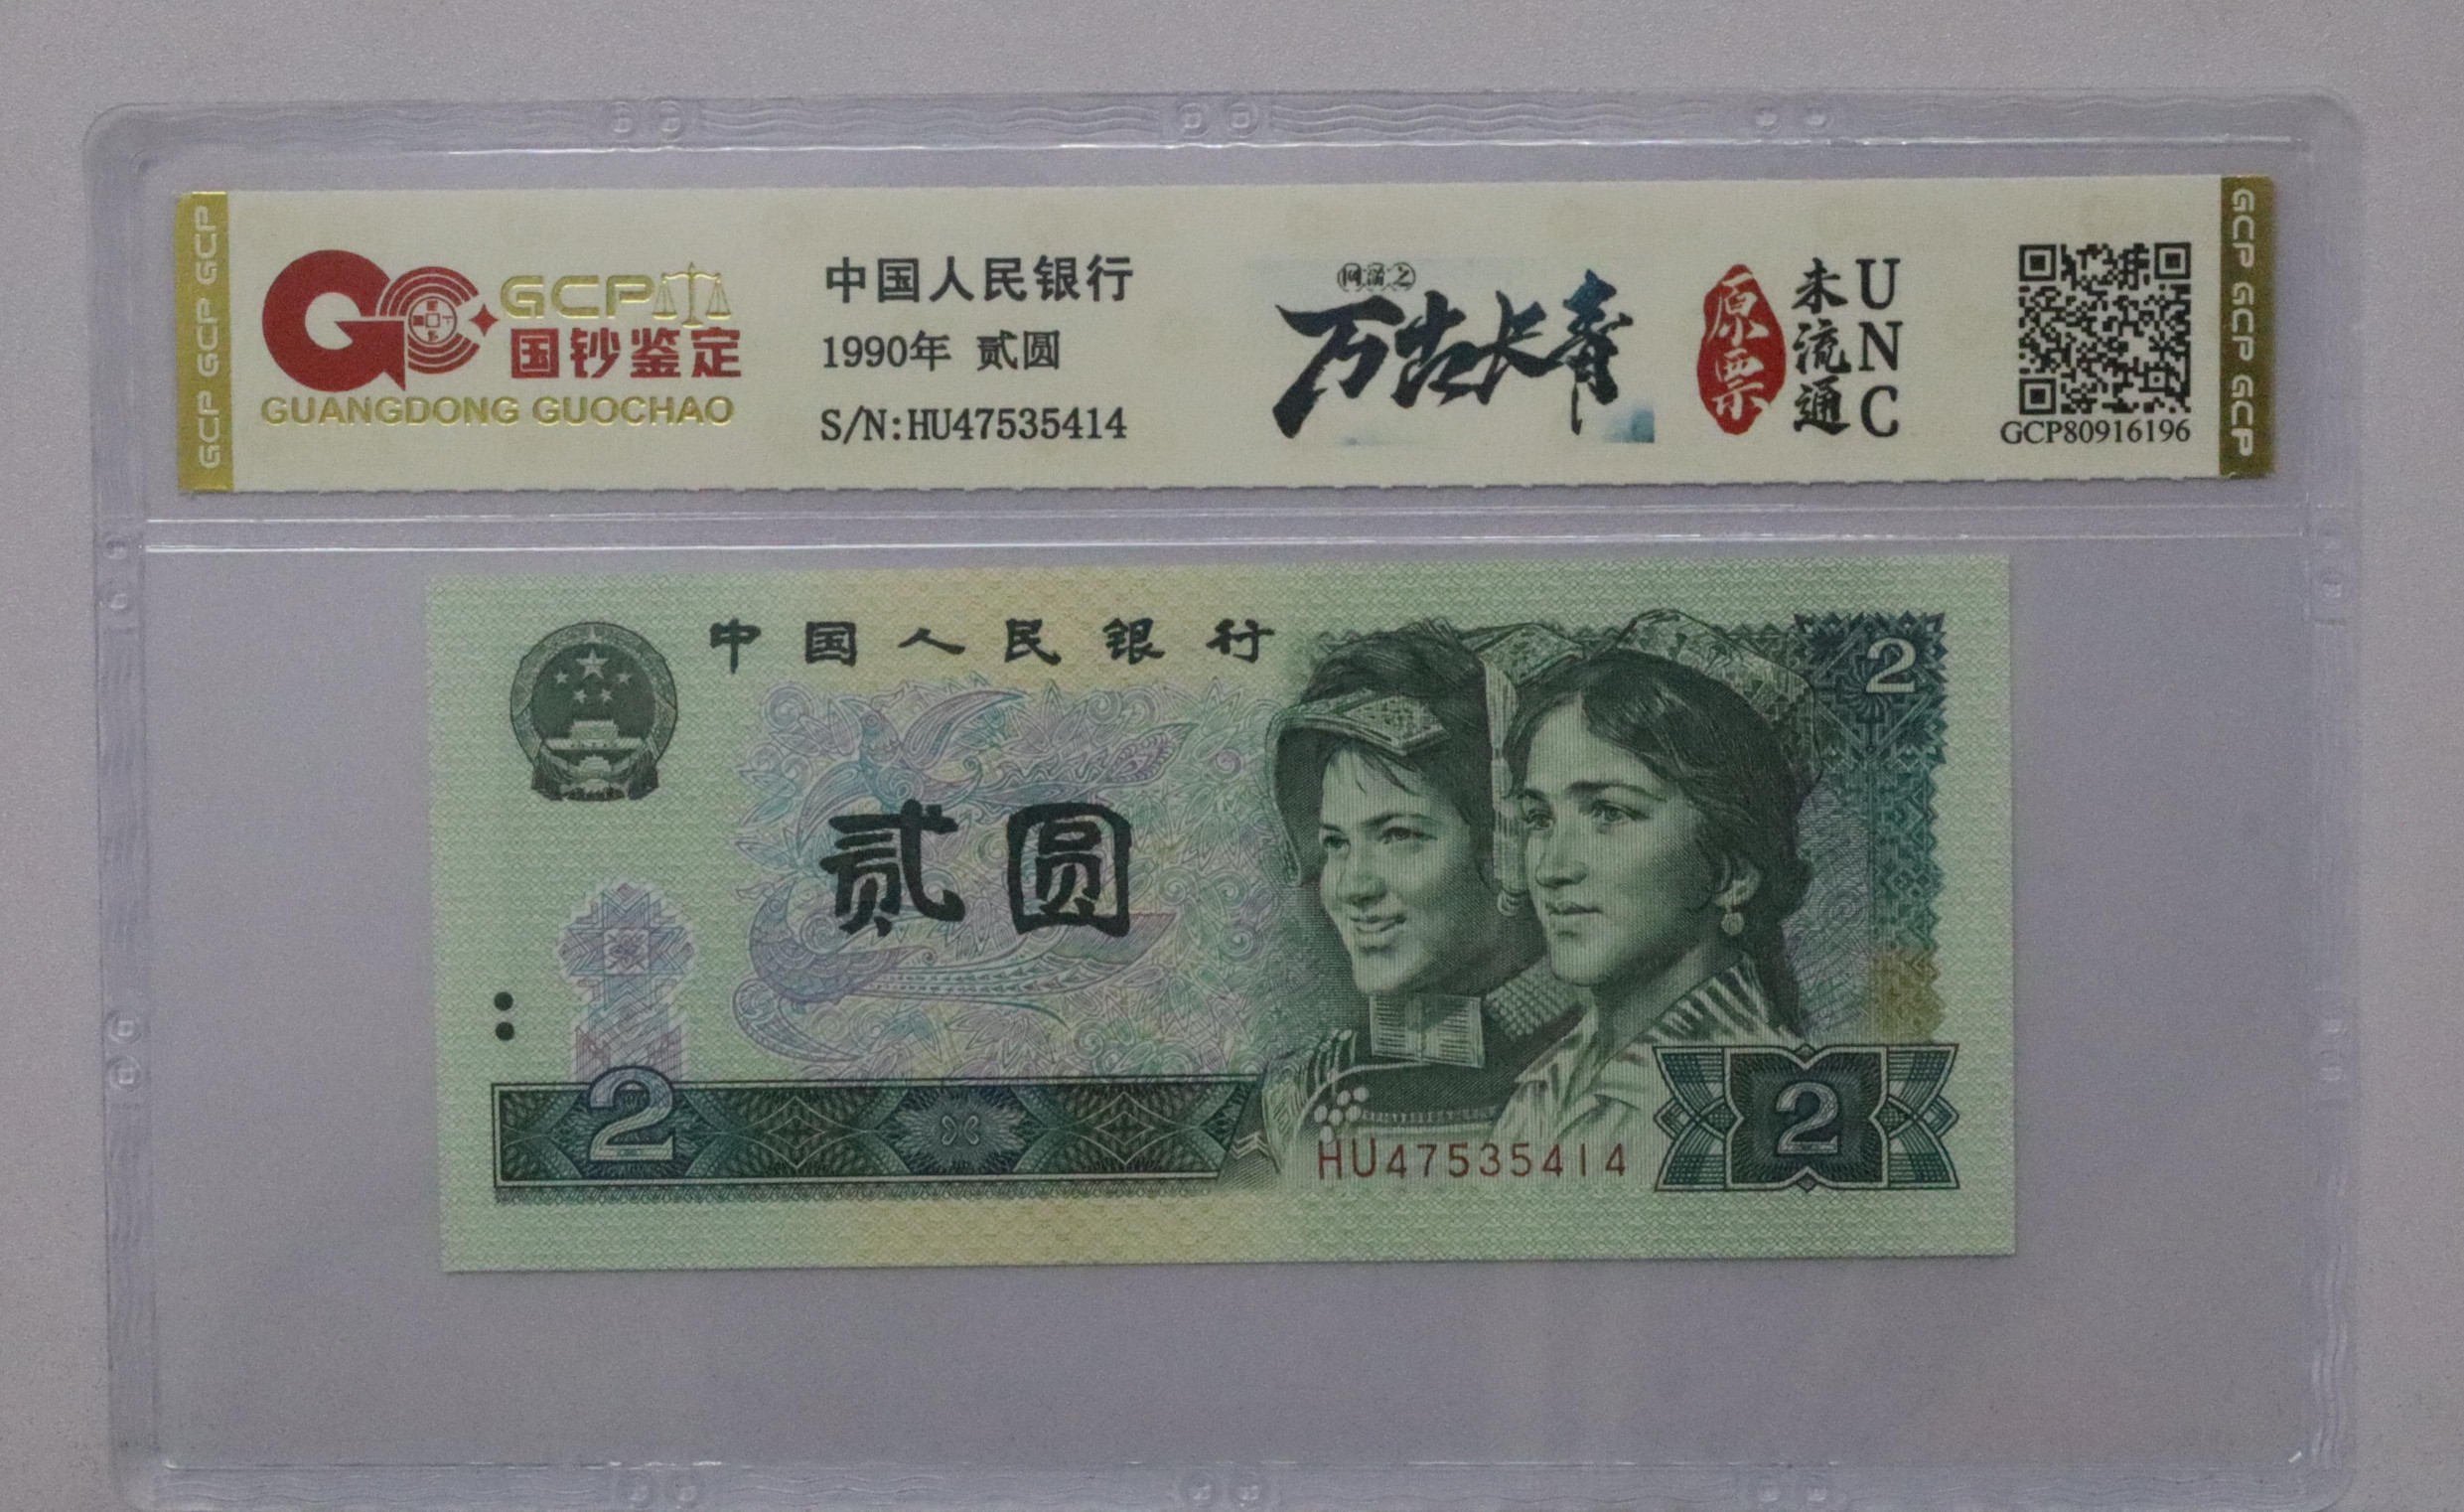 GCP GCP GCP
GCP
国钞鉴定
GUANGDONG GUOCHAO
中国人民银行
1990年 贰圆
S/N:HU47535414
万古长青
原票
未流通
UNC
GCP80916196
GCP GCP GCP
中国人民银行
2
贰圆
2
HU47535414
2